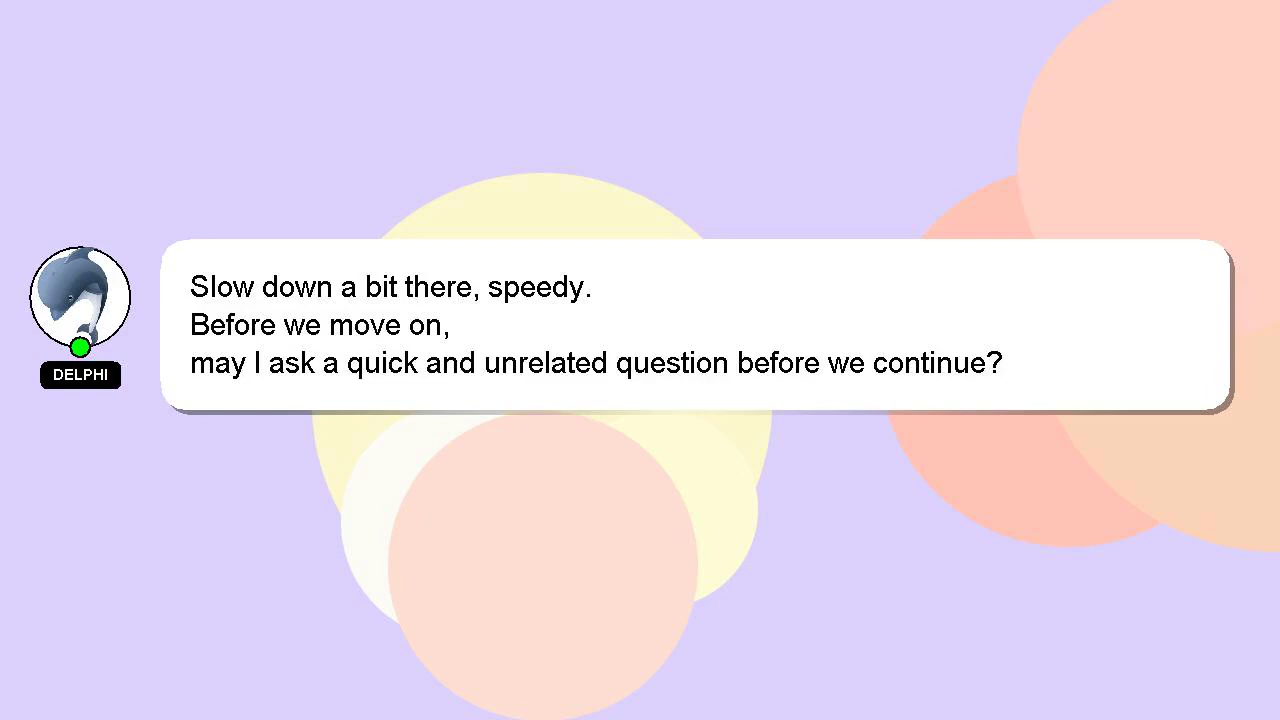 Slow down a bit there, speedy.
Before we move on,
may I ask a quick and unrelated question before we continue?
DELPHI